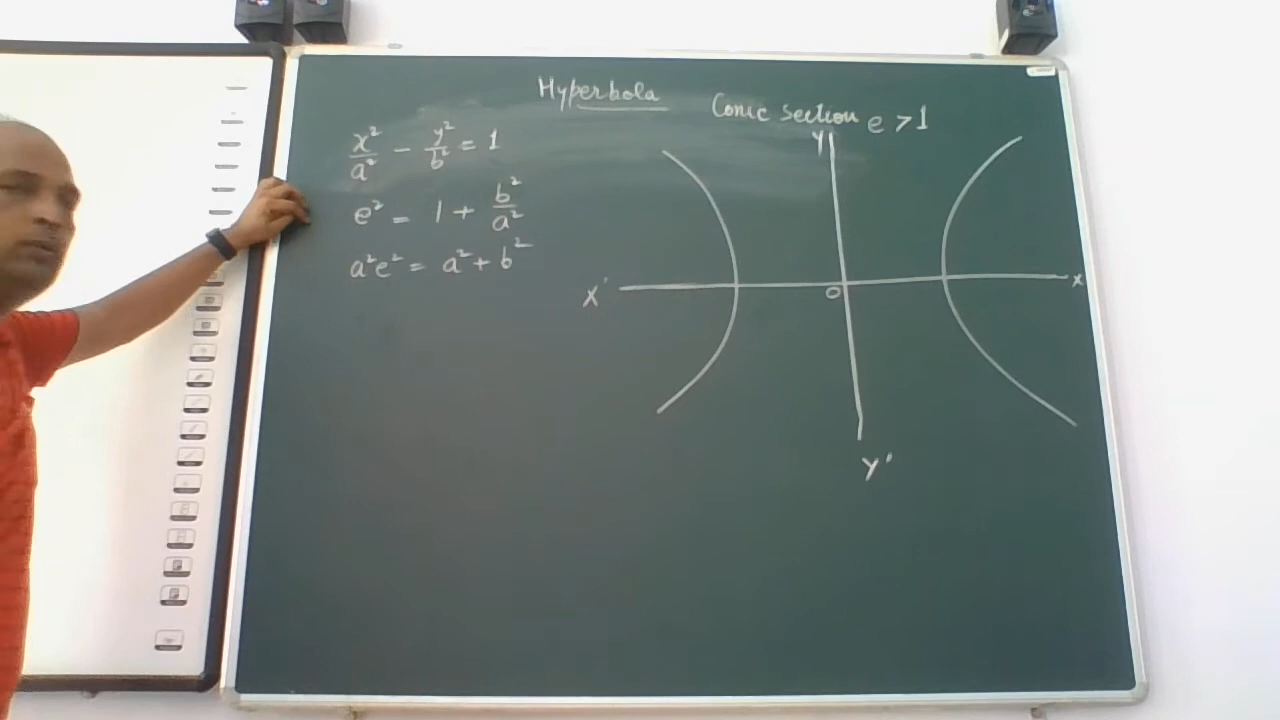 Hyperbola
Conic section e > 1
x²/a² - y²/b² = 1
e² = 1 + b²/a²
a²e² = a² + b²
Y
X'
O
X
Y'